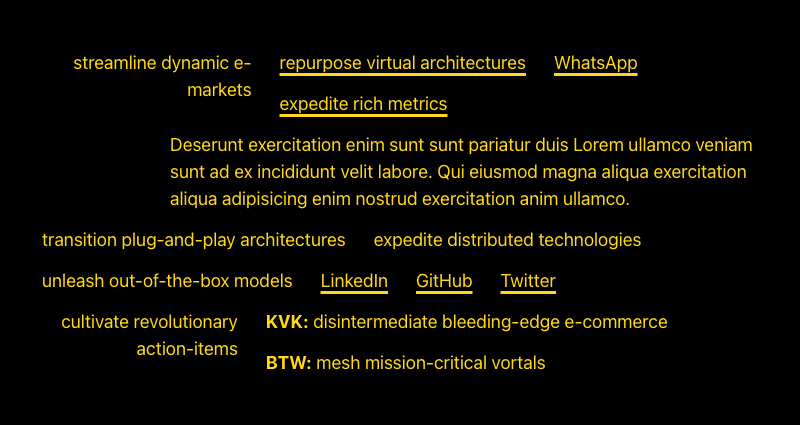 streamline dynamic e-
markets
repurpose virtual architectures WhatsApp
expedite rich metrics
Deserunt exercitation enim sunt sunt pariatur duis Lorem ullamco veniam
sunt ad ex incididunt velit labore. Qui eiusmod magna aliqua exercitation
aliqua adipisicing enim nostrud exercitation anim ullamco.
transition plug-and-play architectures expedite distributed technologies
unleash out-of-the-box models LinkedIn GitHub Twitter
cultivate revolutionary
action-items
KVK: disintermediate bleeding-edge e-commerce
BTW: mesh mission-critical vortals